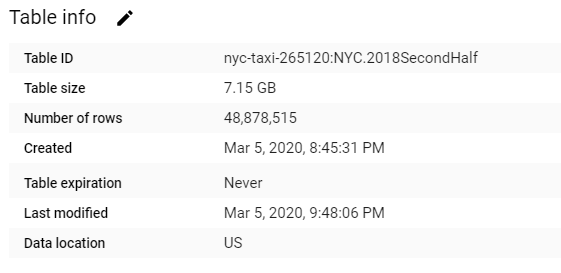 Table info
Table ID nyc-taxi-265120:NYC.2018SecondHalf
Table size 7.15 GB
Number of rows 48,878,515
Created Mar 5, 2020, 8:45:31 PM
Table expiration Never
Last modified Mar 5, 2020, 9:48:06 PM
Data location US